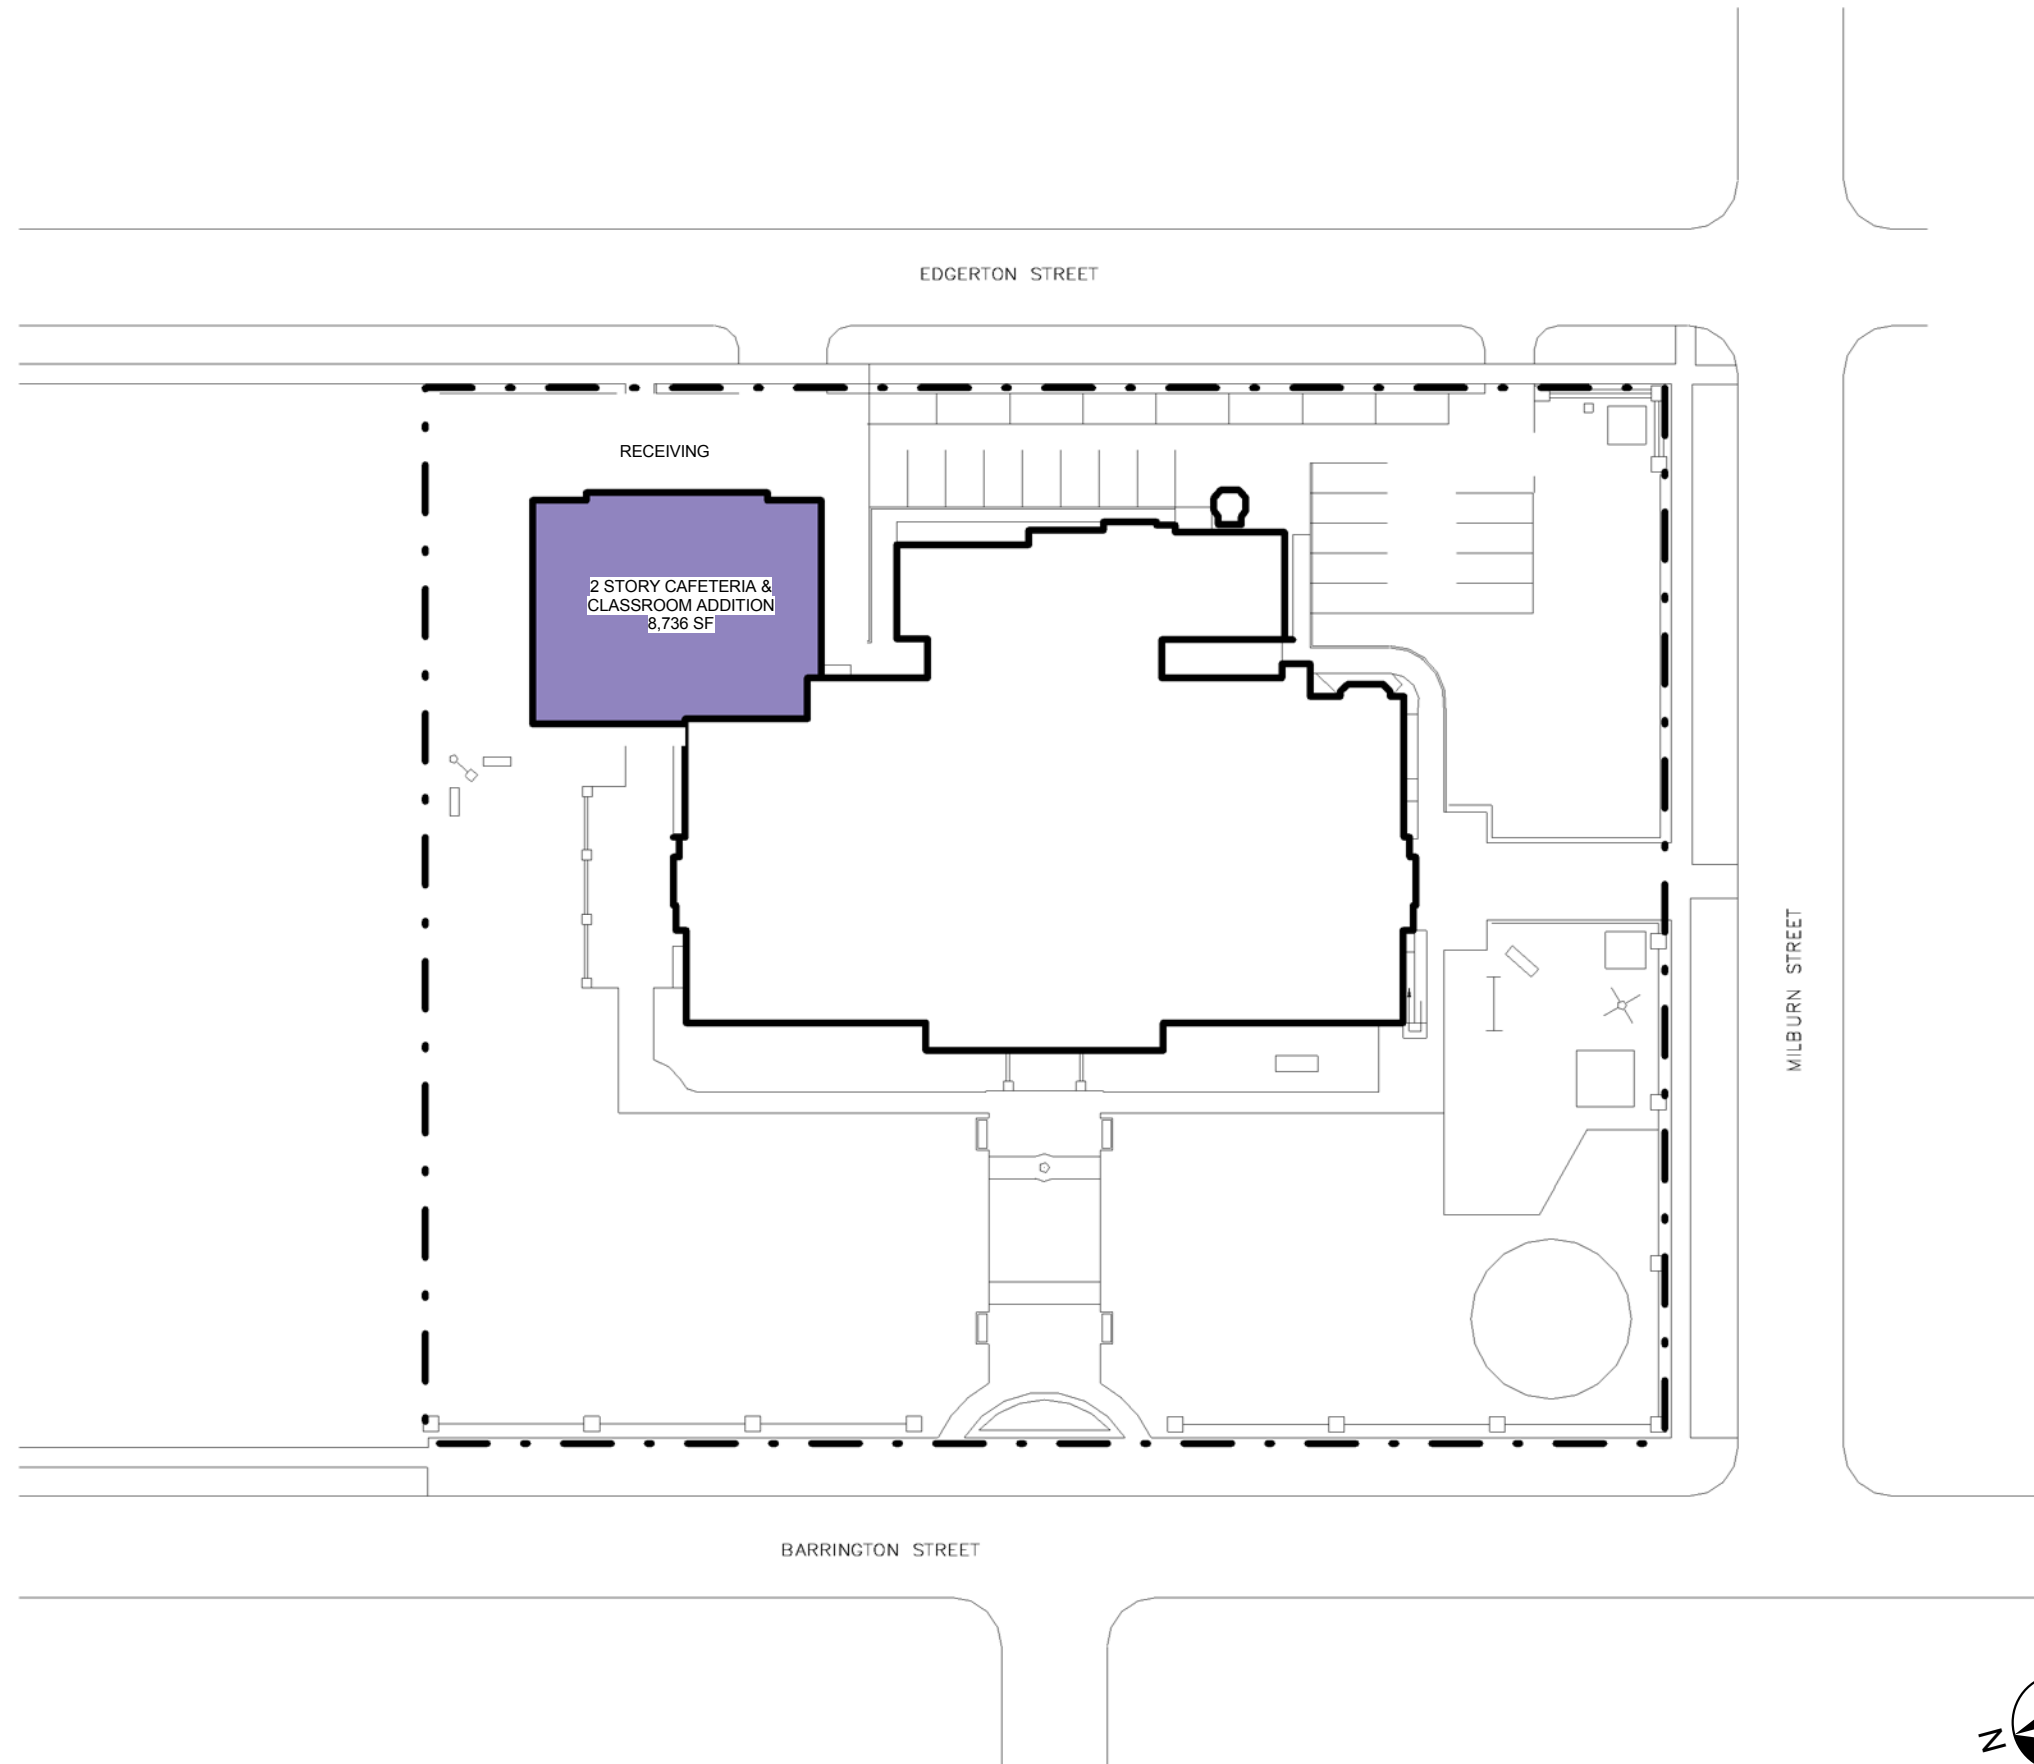 EDGERTON STREET
RECEIVING
2 STORY CAFETERIA &
CLASSROOM ADDITION
8,736 SF
MILBURN STREET
BARRINGTON STREET
N